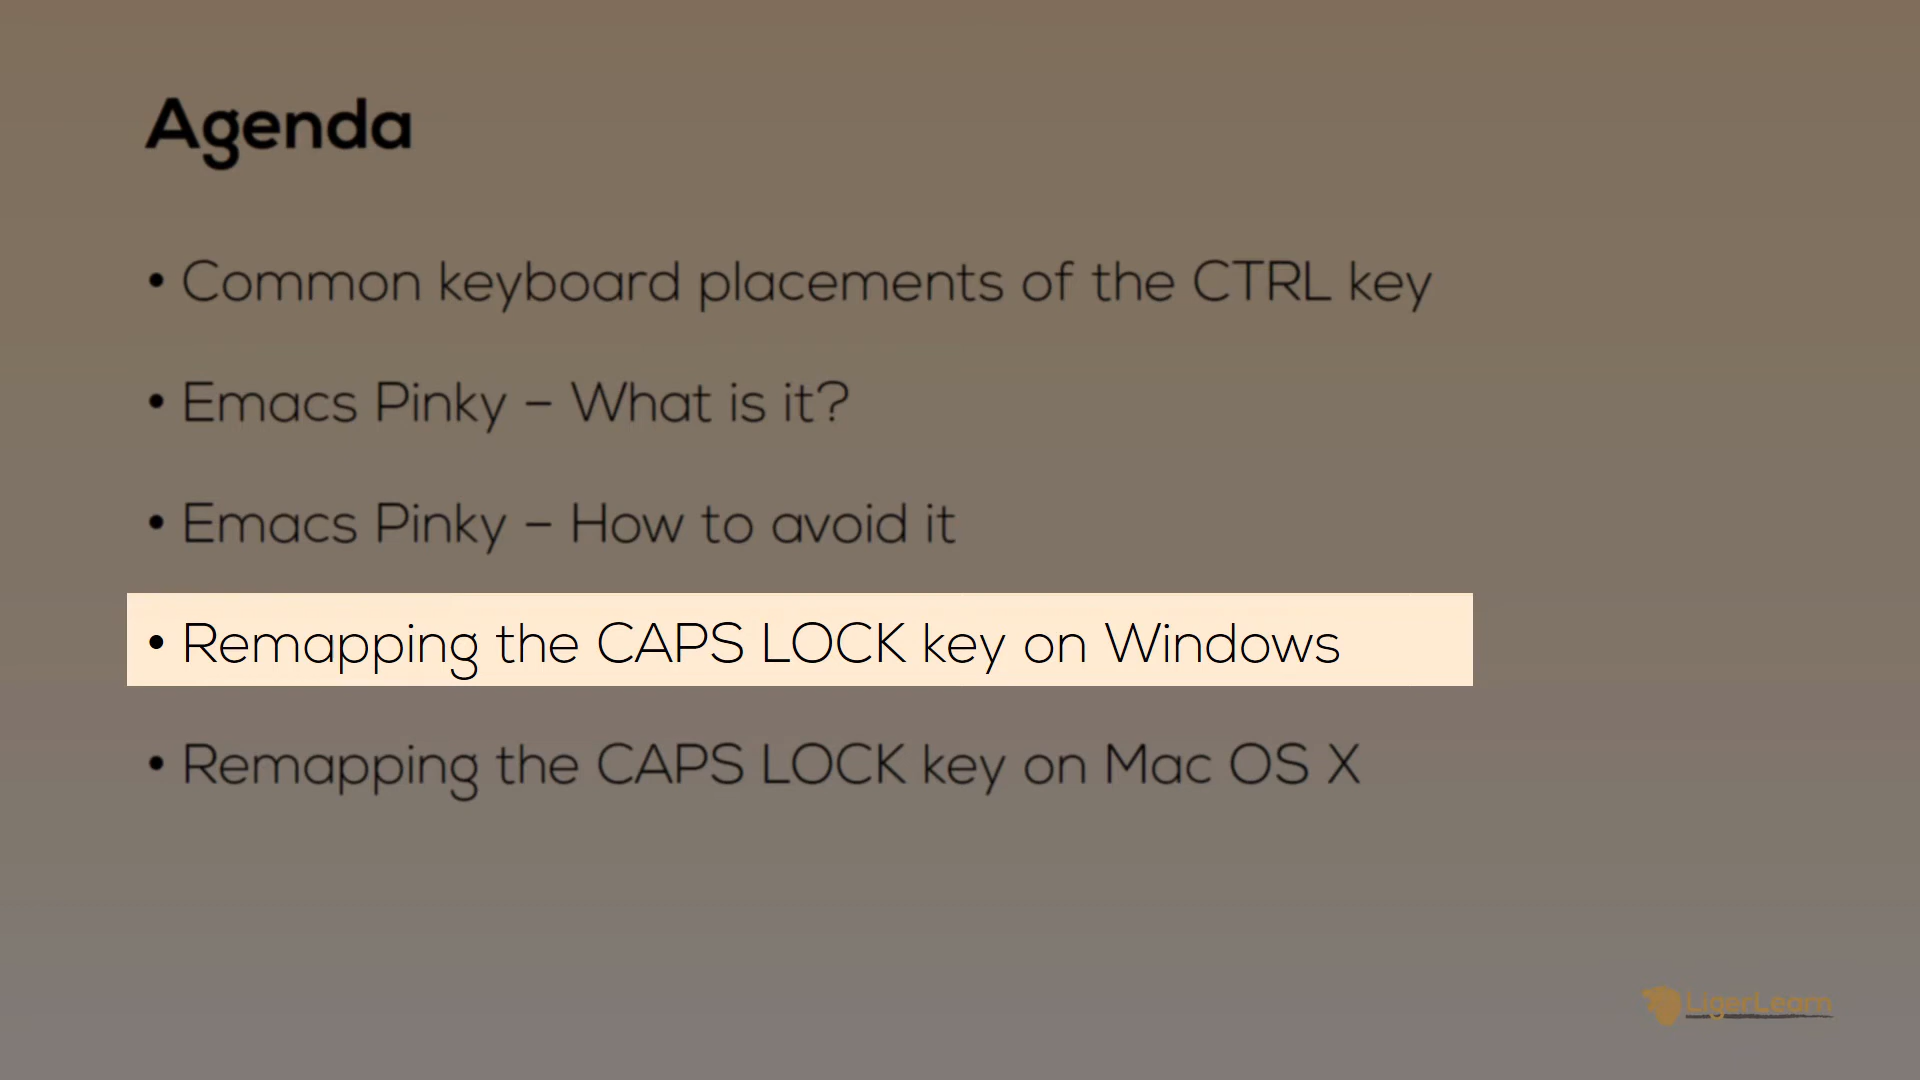 Agenda
• Common keyboard placements of the CTRL key
• Emacs Pinky – What is it?
• Emacs Pinky – How to avoid it
• Remapping the CAPS LOCK key on Windows
• Remapping the CAPS LOCK key on Mac OS X
LigerLearn